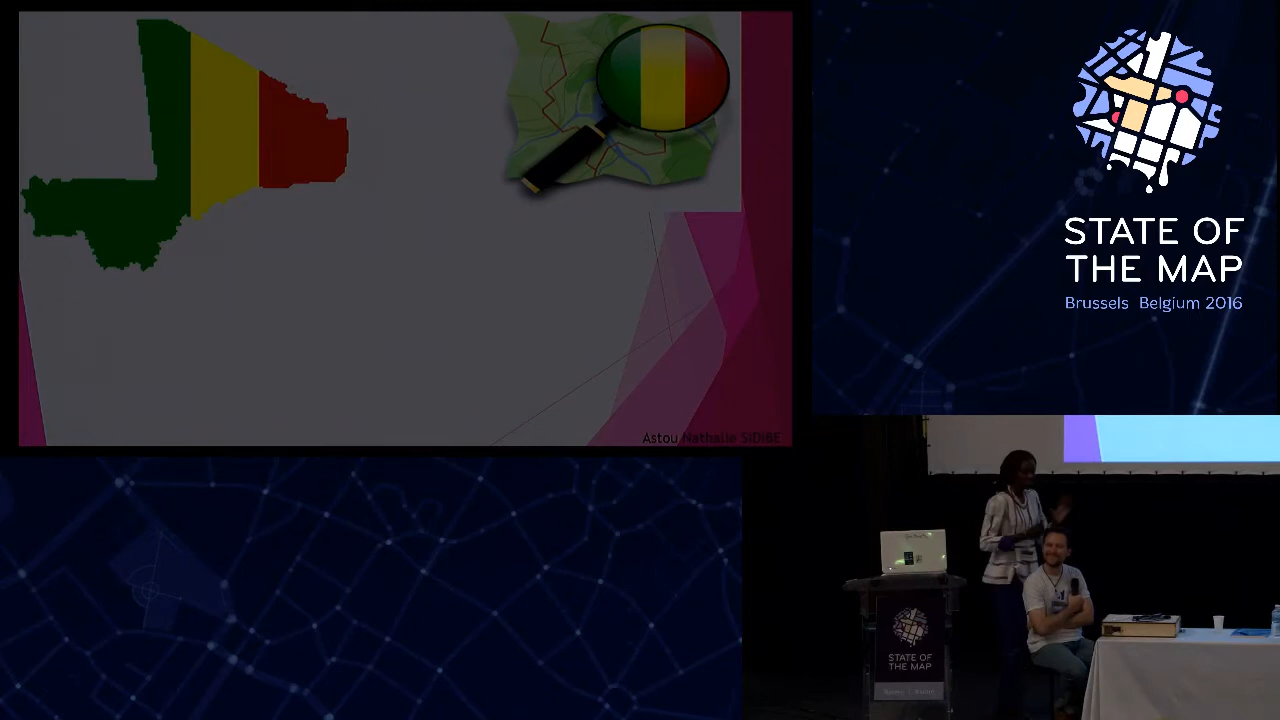 Astou Nathalie SIDIBE
STATE OF
THE MAP
Brussels Belgium 2016
STATE OF
THE MAP